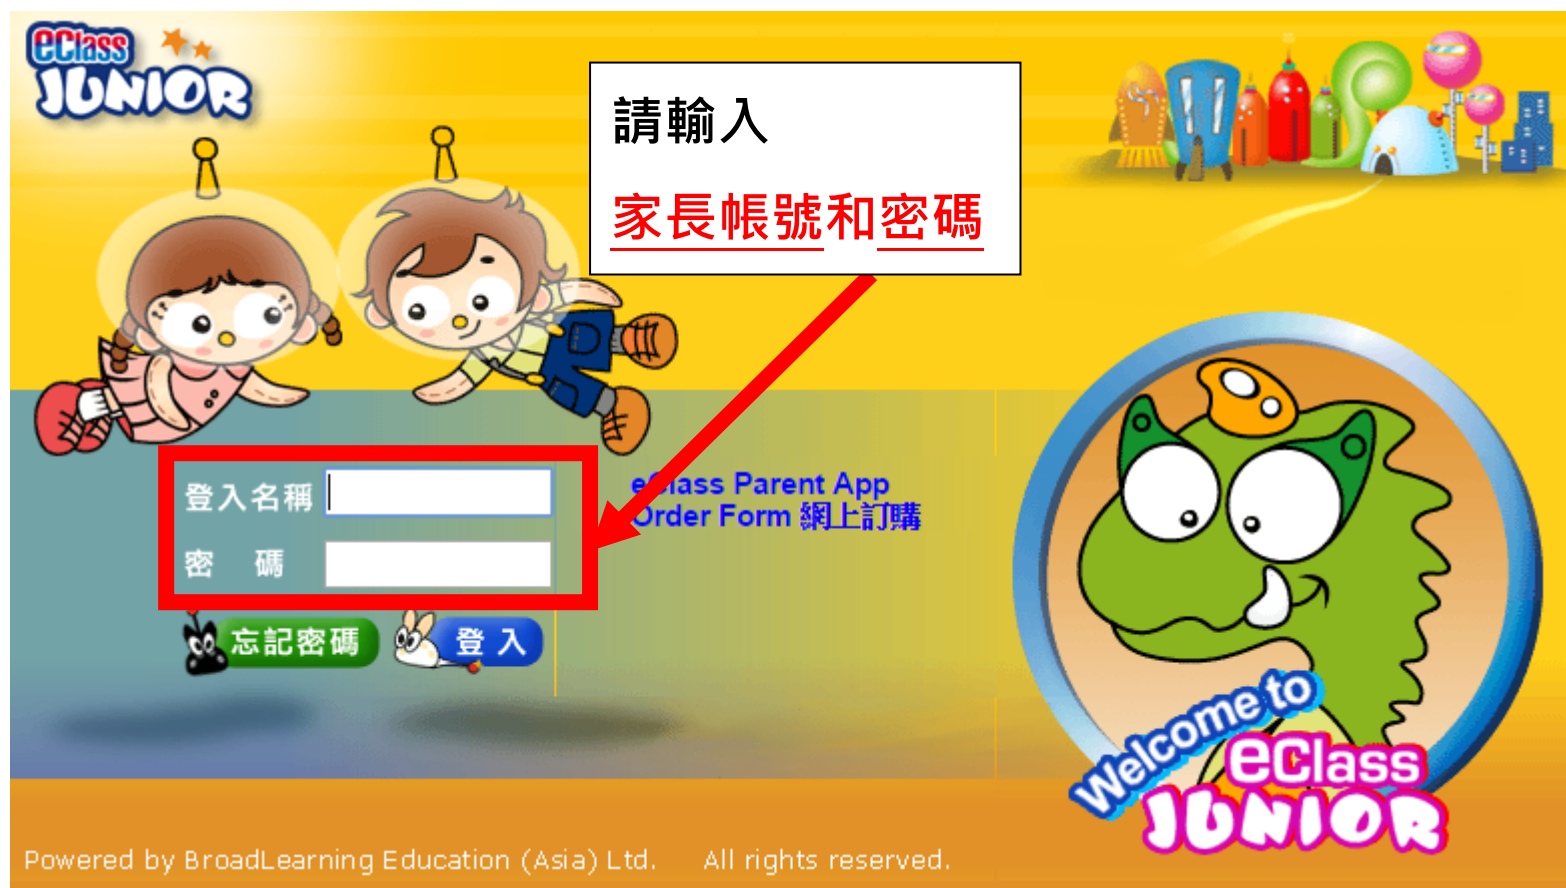 eClass
JUNIOR
請輸入
家長帳號和密碼
登入名稱
密 碼
eClass Parent App
Order Form 網上訂購
忘記密碼
登入
Welcome to
eClass
JUNIOR
Powered by BroadLearning Education (Asia) Ltd. All rights reserved.